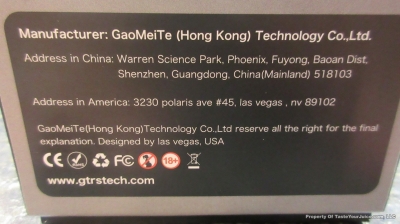 Manufacturer: GaoMeiTe (Hong Kong) Technology Co.,Ltd.
Address in China: Warren Science Park, Phoenix, Fuyong, Baoan Dist,
Shenzhen, Guangdong, China(Mainland) 518103
Address in America: 3230 polaris ave #45, las vegas , nv 89102
GaoMeiTe(Hong Kong)Technology Co.,Ltd reserve all the right for the final
explanation. Designed by las vegas, USA
CE FC 18+
www.gtrstech.com